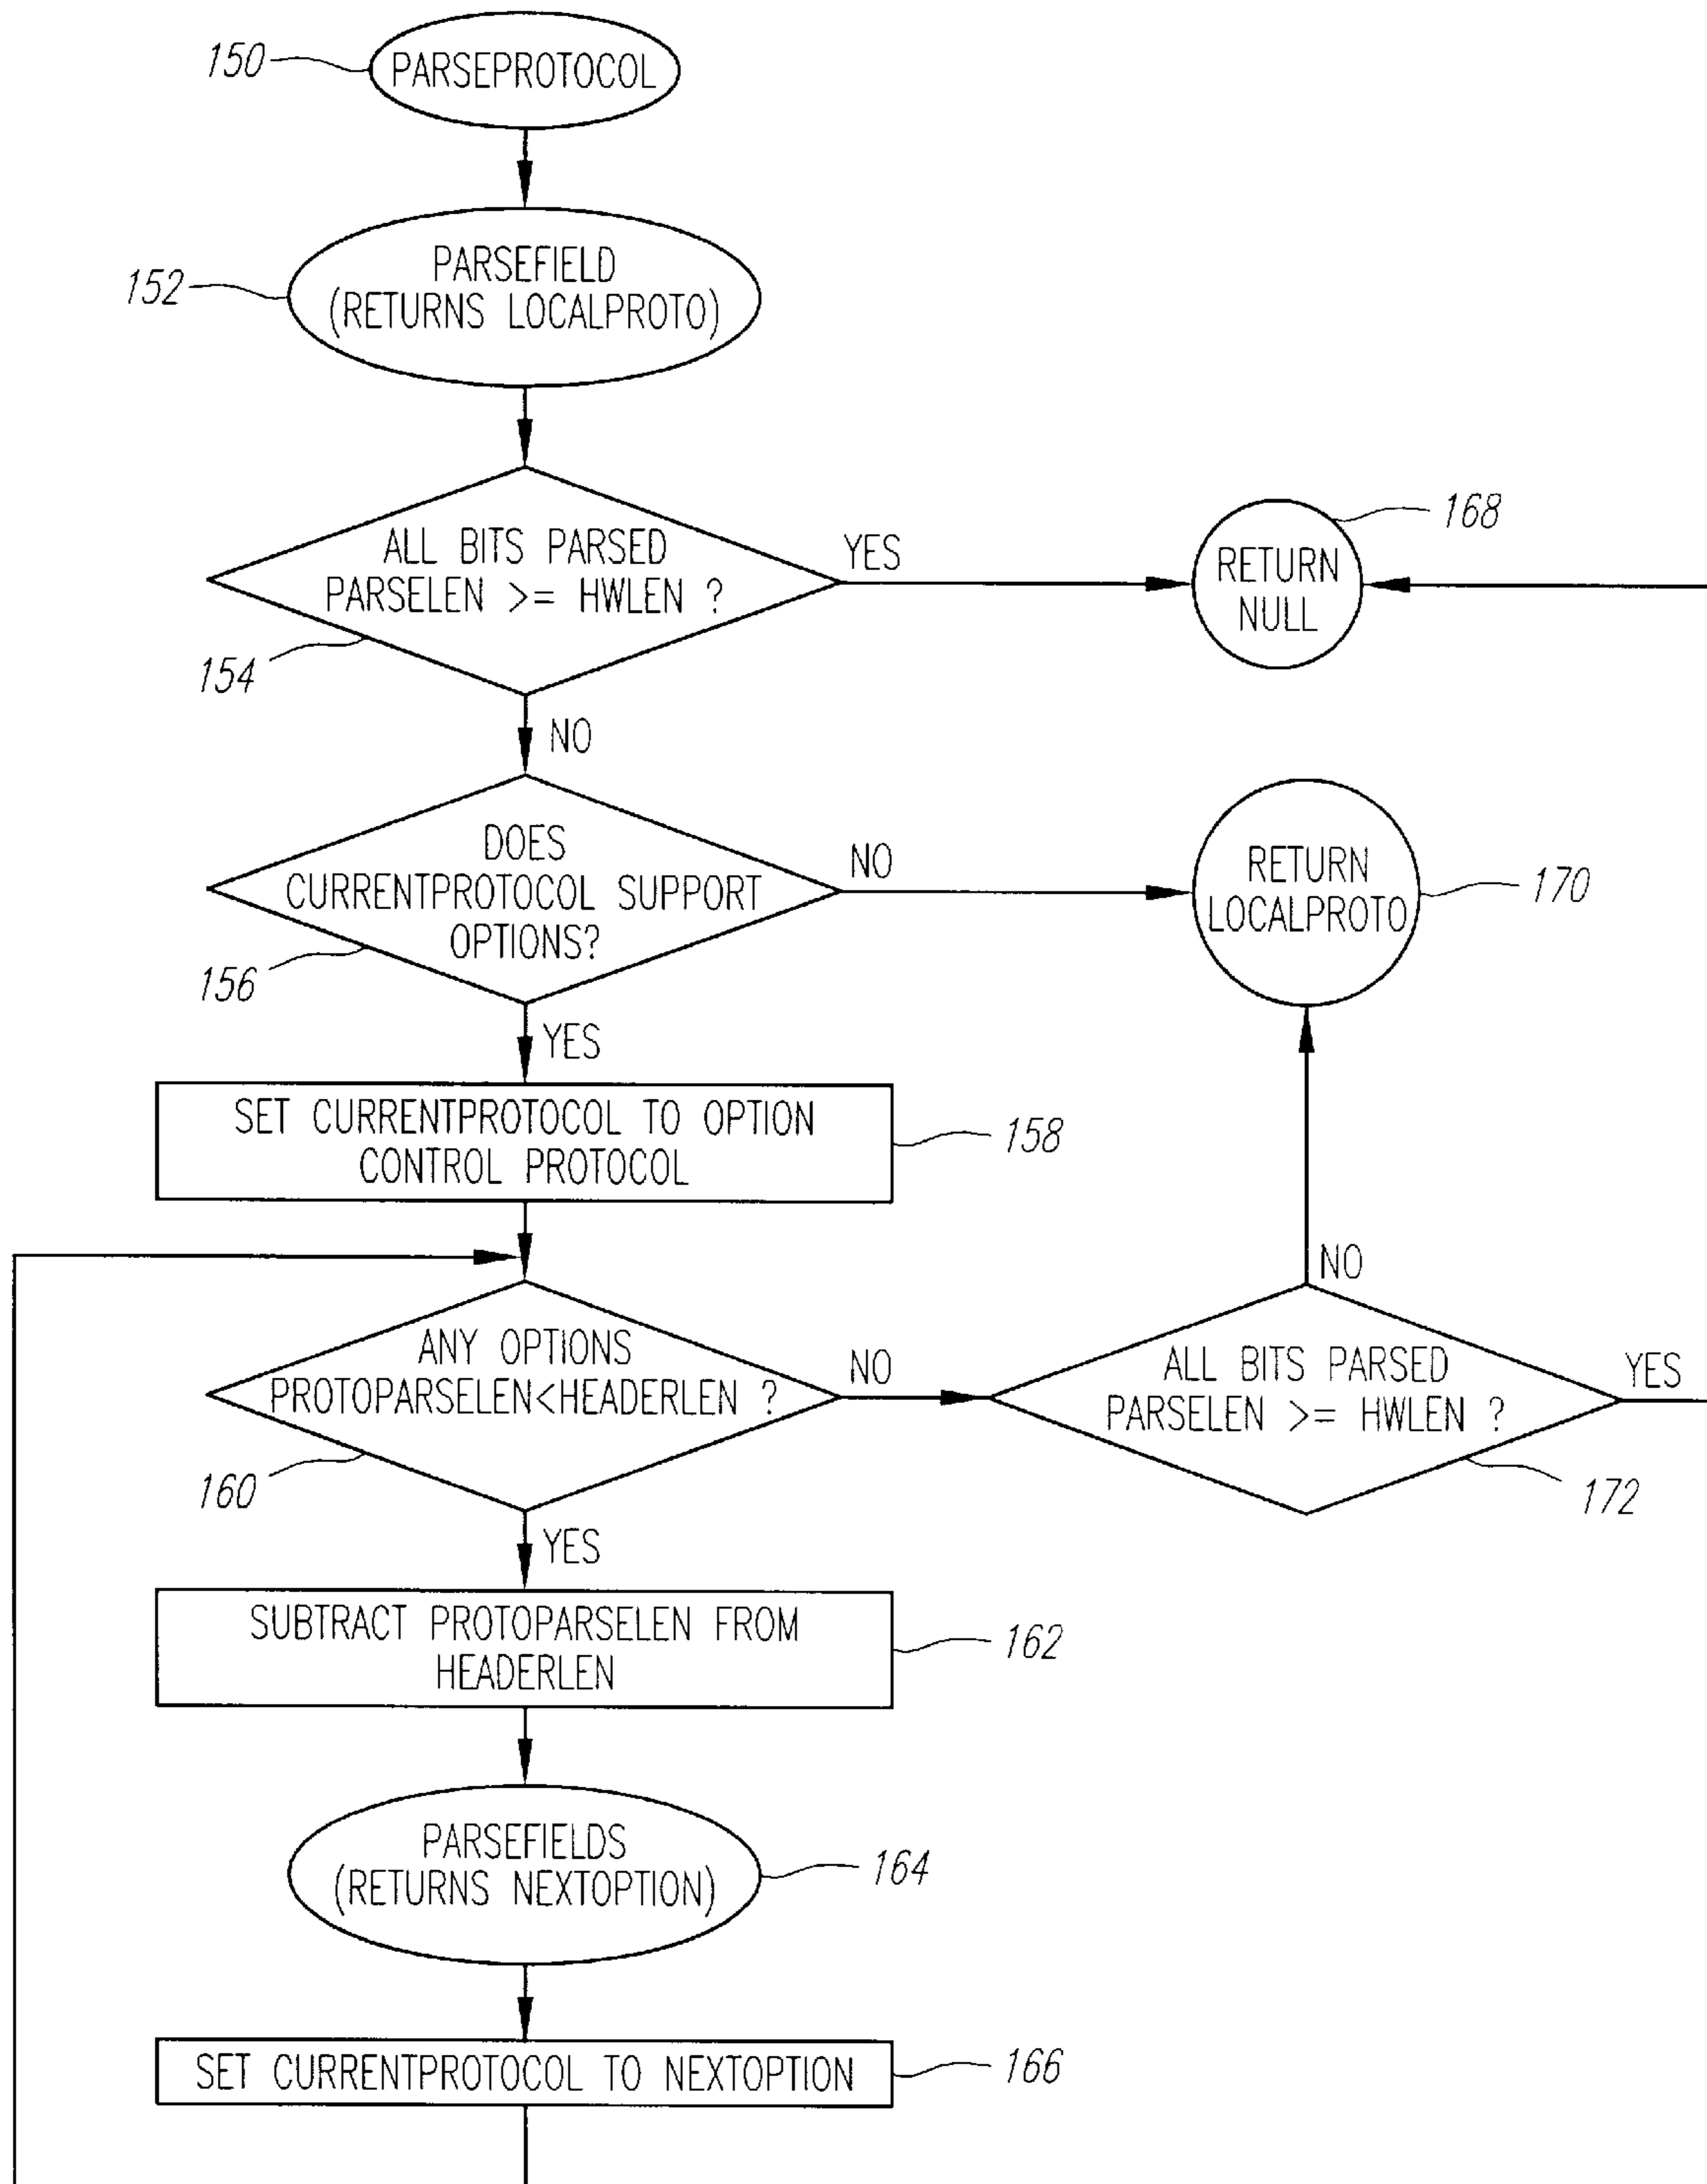 150
PARSEPROTOCOL
152
PARSEFIELD
(RETURNS LOCALPROTO)
ALL BITS PARSED
PARSELEN >= HWLEN ?
154
YES
168
RETURN
NULL
NO
DOES
CURRENTPROTOCOL SUPPORT
OPTIONS?
156
NO
RETURN
LOCALPROTO
170
YES
SET CURRENTPROTOCOL TO OPTION
CONTROL PROTOCOL
158
ANY OPTIONS
PROTOPARSELEN<HEADERLEN ?
160
NO
NO
ALL BITS PARSED
PARSELEN >= HWLEN ?
YES
172
YES
SUBTRACT PROTOPARSELEN FROM
HEADERLEN
162
PARSEFIELDS
(RETURNS NEXTOPTION)
164
SET CURRENTPROTOCOL TO NEXTOPTION
166